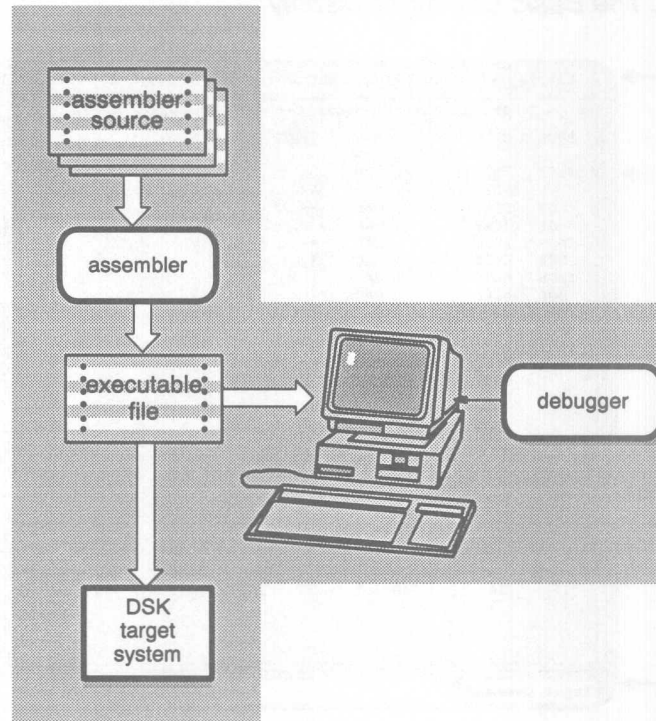 assembler
source
assembler
executable
file
debugger
DSK
target
system